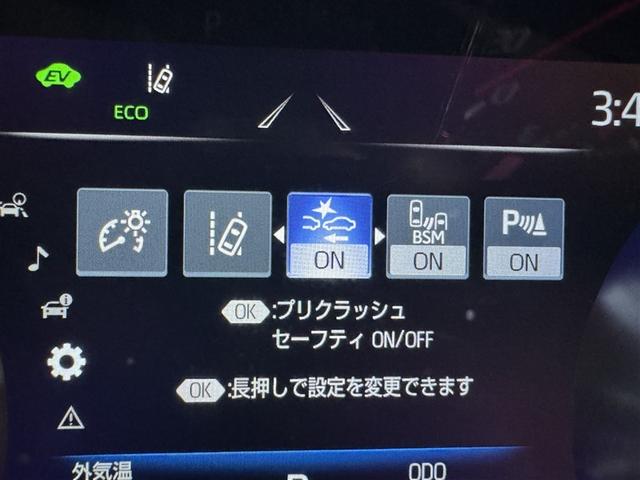 EV
ECO
3:4
ON
BSM
ON
P
ON
OK:プリクラッシュ
セーフティ ON/OFF
OK:長押しで設定を変更できます
外気温
ODO